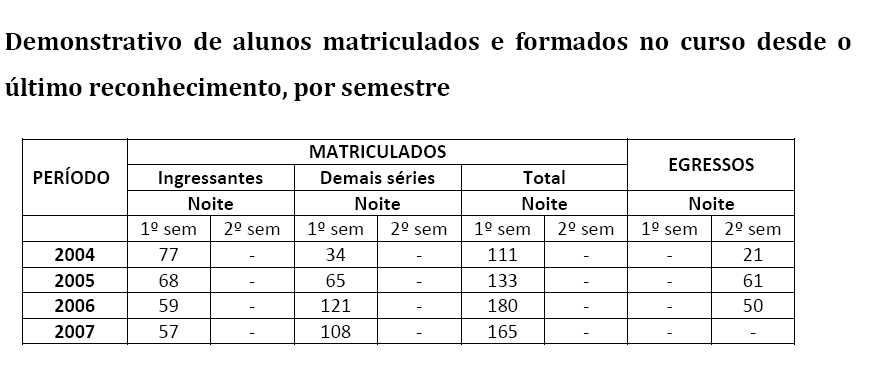 Demonstrativo de alunos matriculados e formados no curso desde o
último reconhecimento, por semestre
PERÍODO MATRICULADOS EGRESSOS
Ingressantes Demais séries Total
Noite Noite Noite Noite
1º sem 2º sem 1º sem 2º sem 1º sem 2º sem 1º sem 2º sem
2004 77 - 34 - 111 - - 21
2005 68 - 65 - 133 - - 61
2006 59 - 121 - 180 - - 50
2007 57 - 108 - 165 - - -